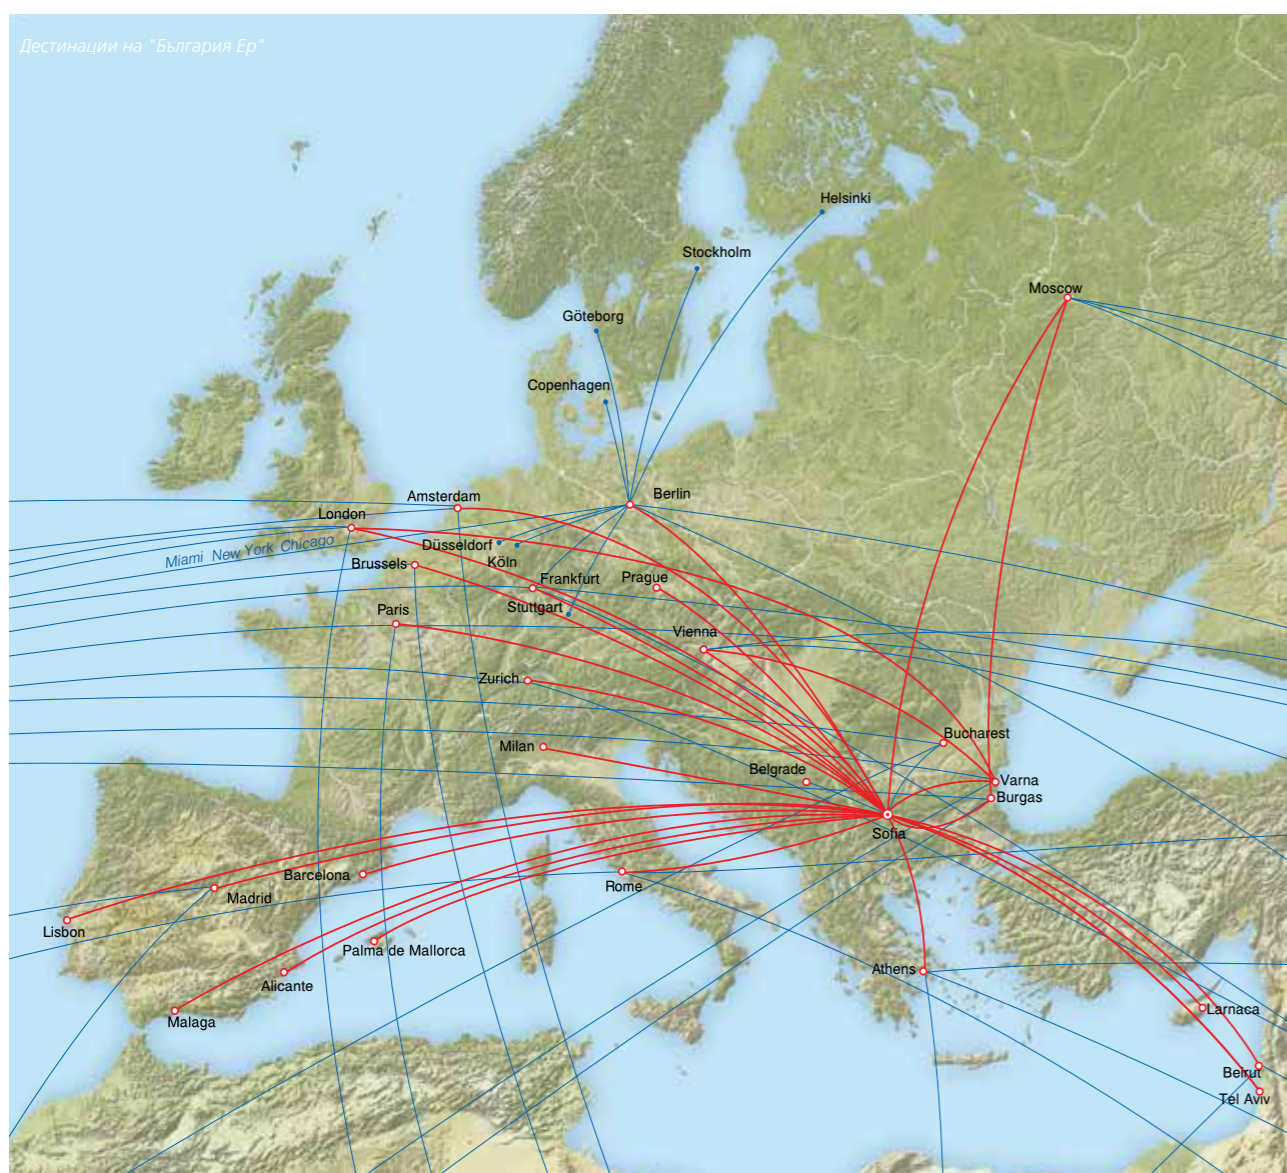 Дестинации на "България Ер"
Helsinki
Stockholm
Moscow
Göteborg
Copenhagen
Amsterdam
Berlin
London
Miami New York Chicago
Düsseldorf
Köln
Brussels
Frankfurt
Prague
Stuttgart
Paris
Vienna
Zurich
Milan
Bucharest
Belgrade
Varna
Burgas
Sofia
Barcelona
Rome
Madrid
Lisbon
Palma de Mallorca
Athens
Alicante
Malaga
Larnaca
Beirut
Tel Aviv